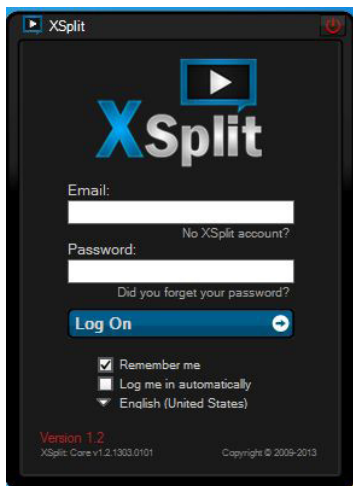 XSplit
XSplit
Email:
No XSplit account?
Password:
Did you forget your password?
Log On
Remember me
Log me in automatically
English (United States)
Version 1.2
XSplit: Core v1.2.1303.0101 Copyright © 2009-2013